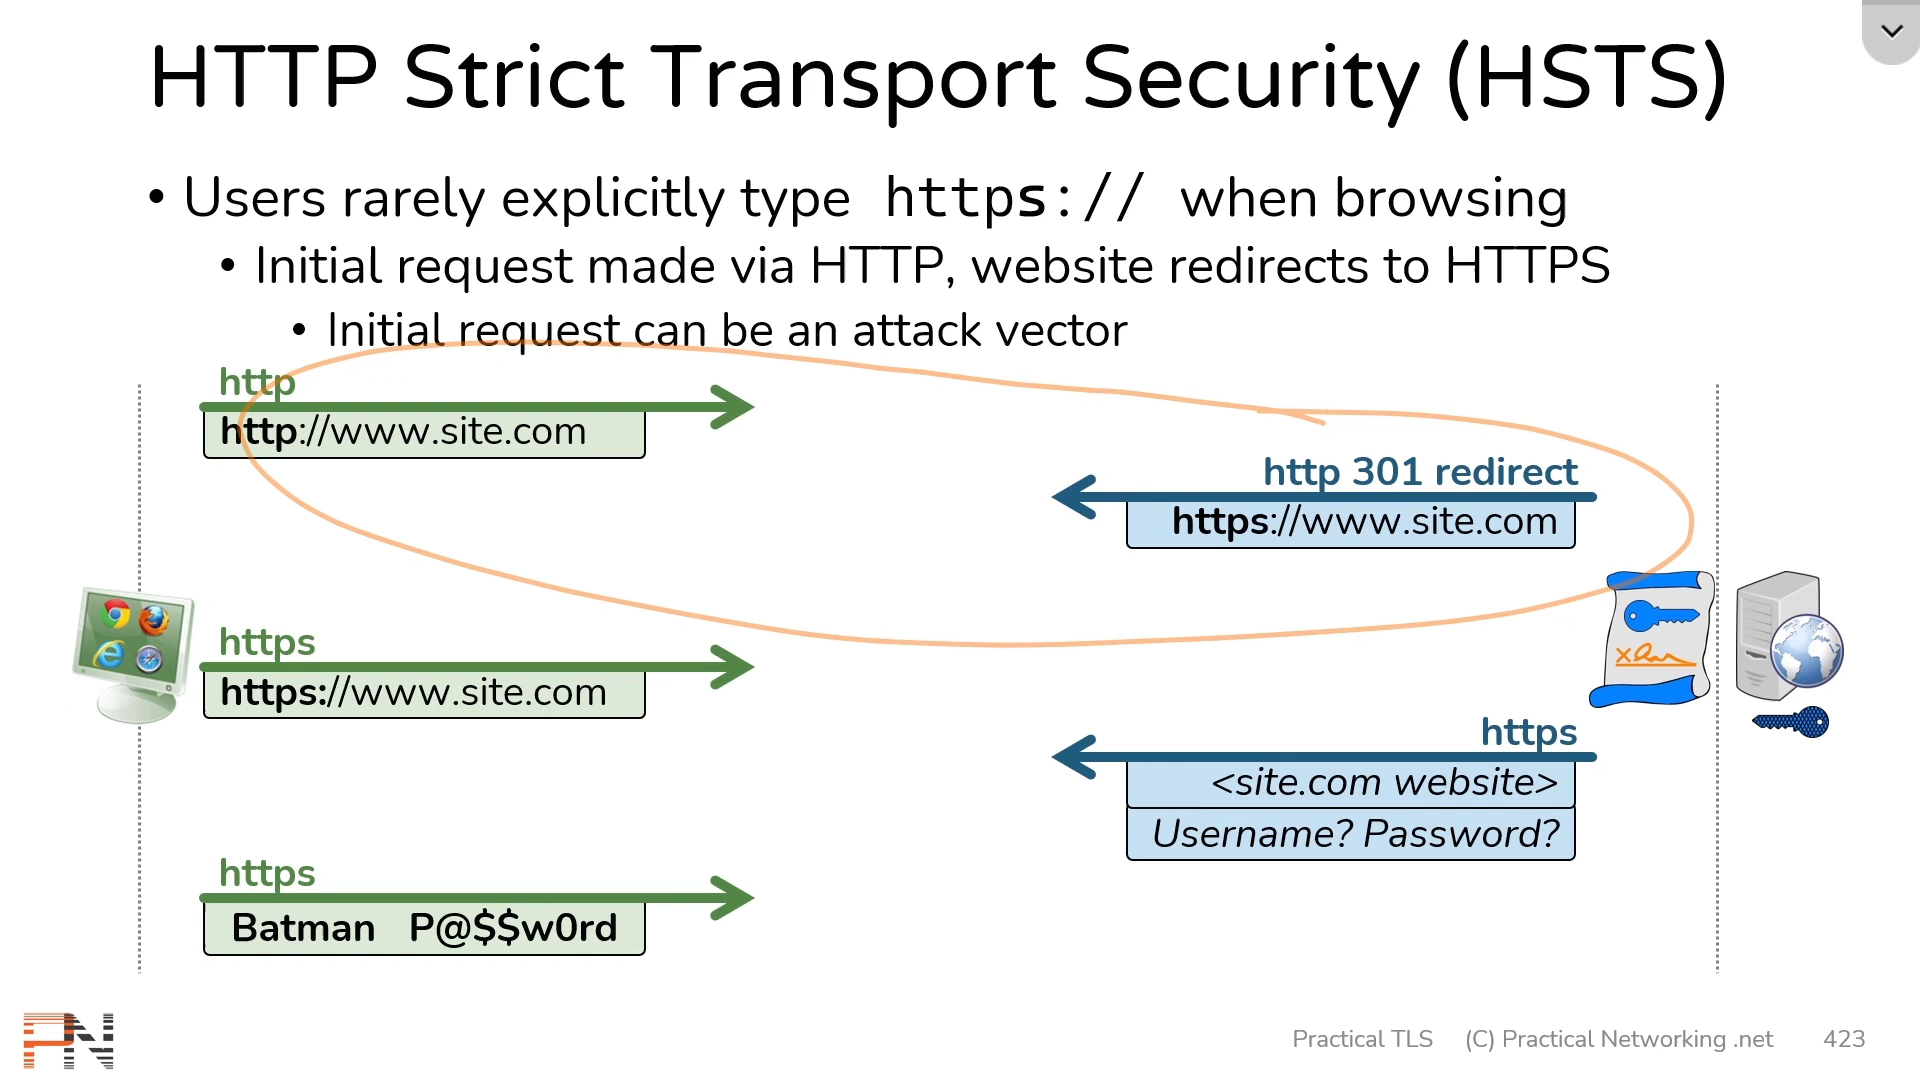 HTTP Strict Transport Security (HSTS)
• Users rarely explicitly type https:// when browsing
• Initial request made via HTTP, website redirects to HTTPS
• Initial request can be an attack vector
http
http://www.site.com
http 301 redirect
https://www.site.com
https
https://www.site.com
https
<site.com website>
Username? Password?
https
Batman P@$$w0rd
PN
Practical TLS (C) Practical Networking .net 423